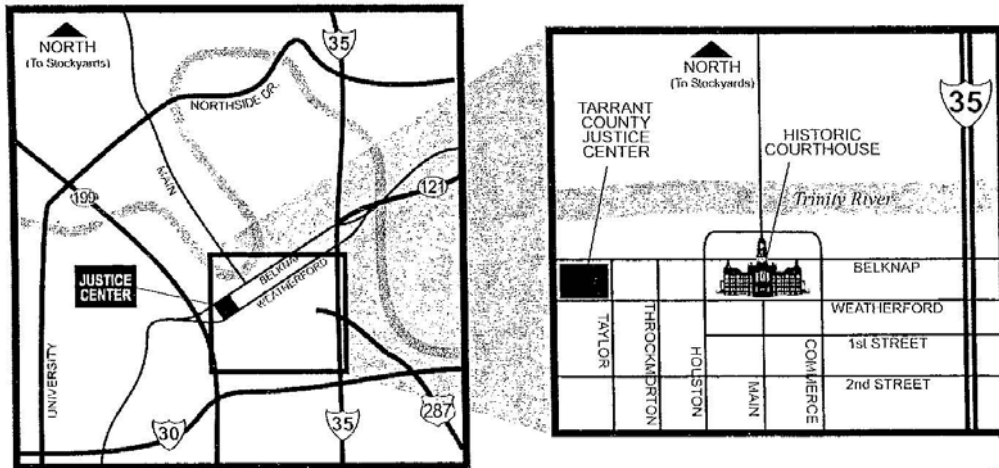 NORTH
(To Stockyards)
35
NORTHSIDE DR.
MAIN
199
121
BELKNAP
WEATHERFORD
JUSTICE
CENTER
UNIVERSITY
30
35
287
NORTH
(To Stockyards)
35
TARRANT
COUNTY
JUSTICE
CENTER
HISTORIC
COURTHOUSE
Trinity River
BELKNAP
WEATHERFORD
1st STREET
2nd STREET
TAYLOR
THROCKMORTON
HOUSTON
MAIN
COMMERCE